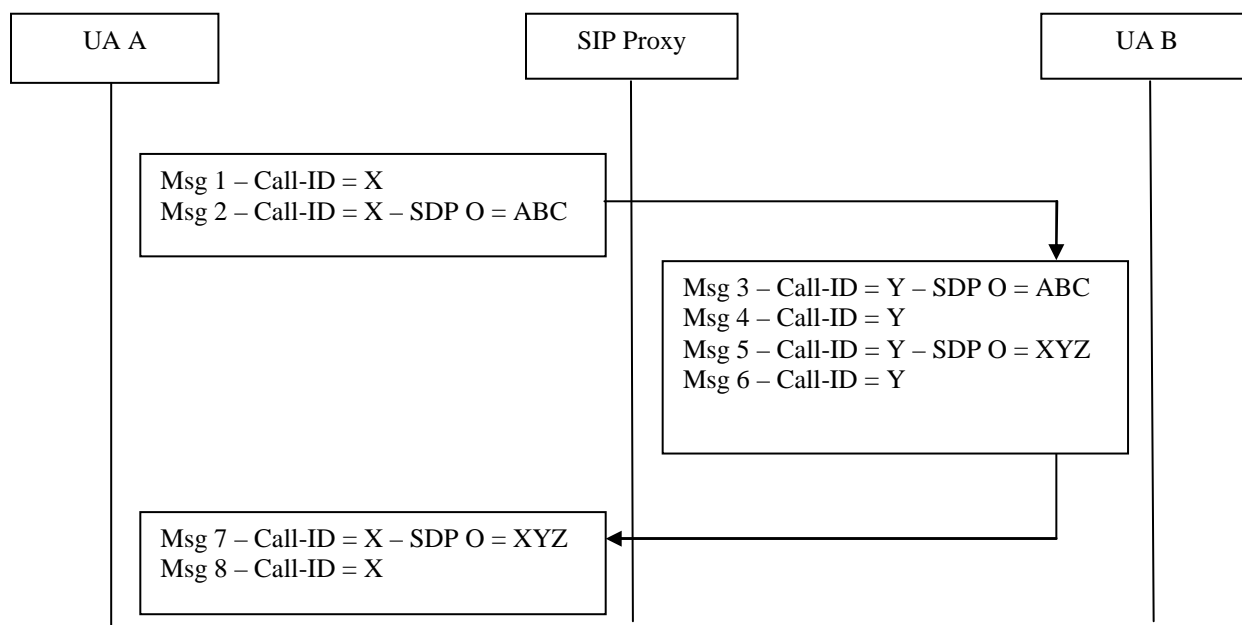 UA A
SIP Proxy
UA B
Msg 1 – Call-ID = X
Msg 2 – Call-ID = X – SDP O = ABC
Msg 3 – Call-ID = Y – SDP O = ABC
Msg 4 – Call-ID = Y
Msg 5 – Call-ID = Y – SDP O = XYZ
Msg 6 – Call-ID = Y
Msg 7 – Call-ID = X – SDP O = XYZ
Msg 8 – Call-ID = X